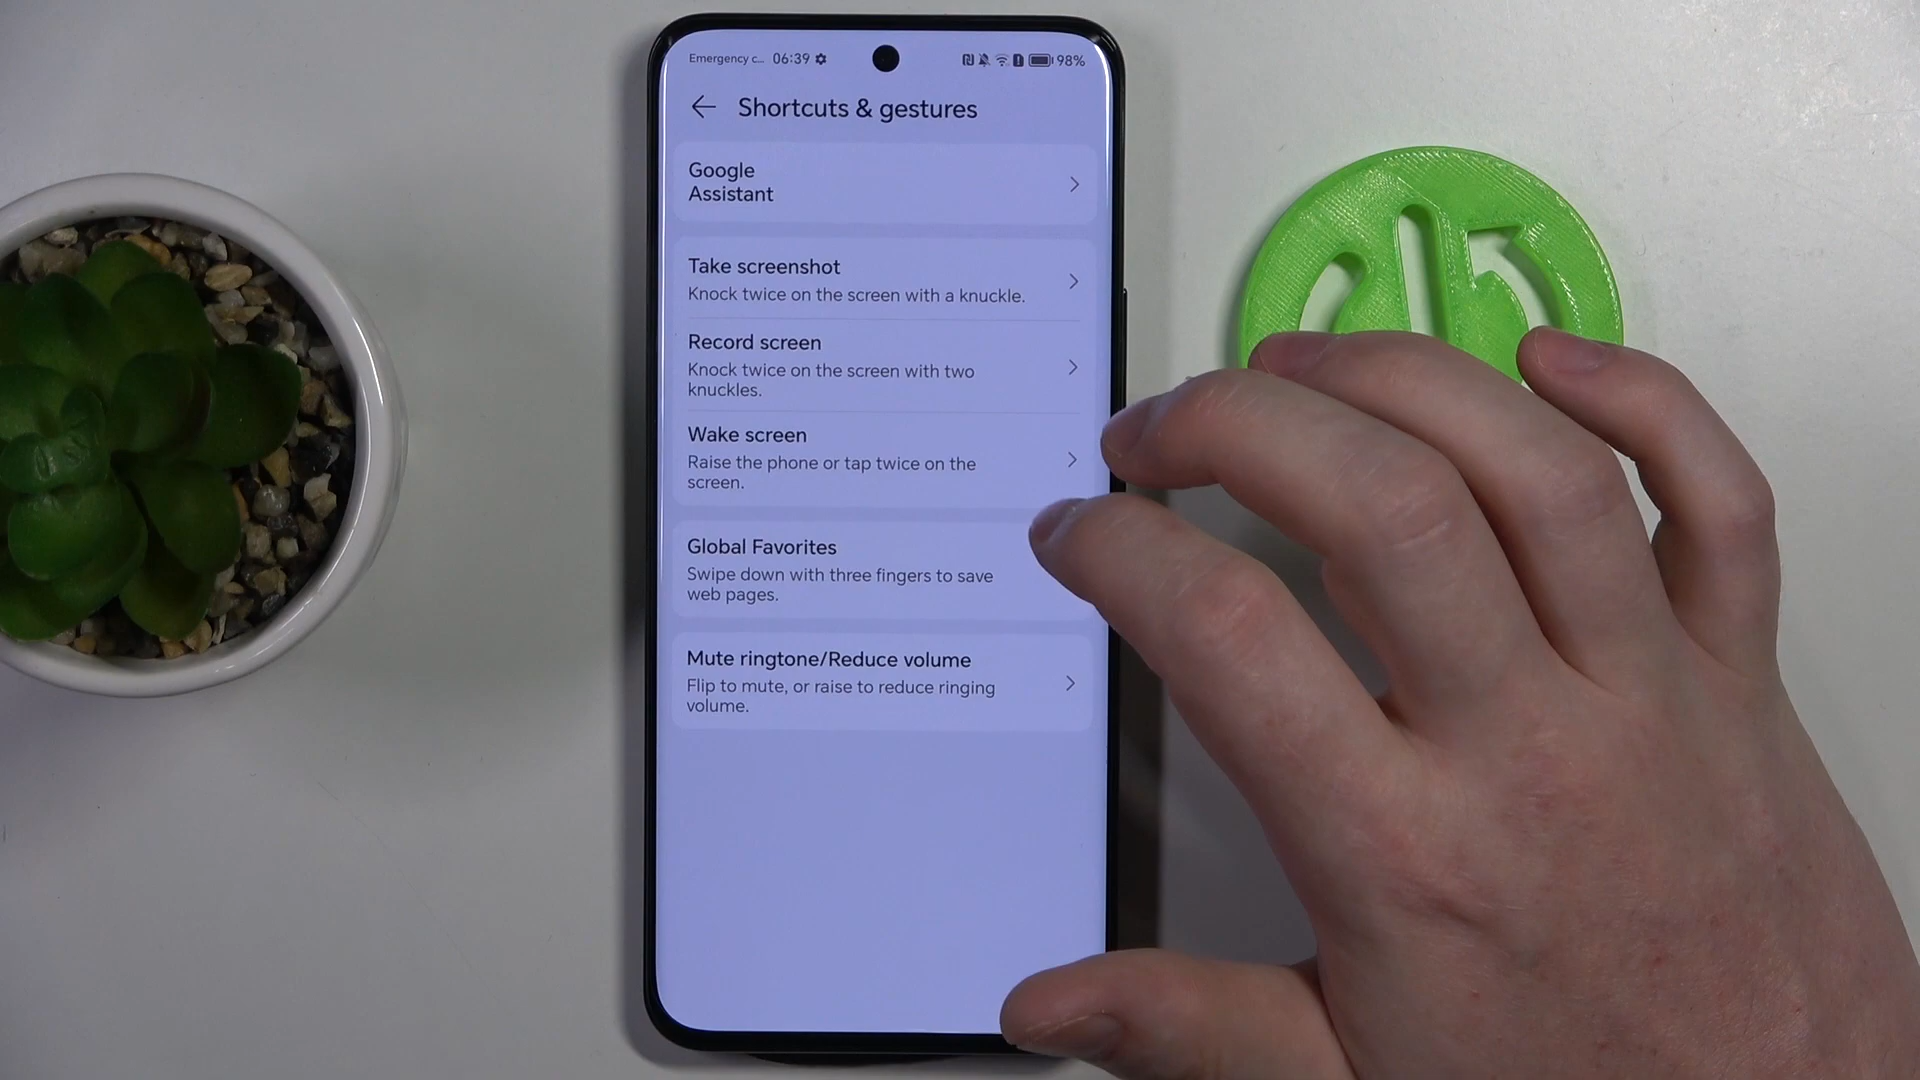 Emergency c... 06:39 98%
Shortcuts & gestures
Google
Assistant
Take screenshot
Knock twice on the screen with a knuckle.
Record screen
Knock twice on the screen with two
knuckles.
Wake screen
Raise the phone or tap twice on the
screen.
Global Favorites
Swipe down with three fingers to save
web pages.
Mute ringtone/Reduce volume
Flip to mute, or raise to reduce ringing
volume.